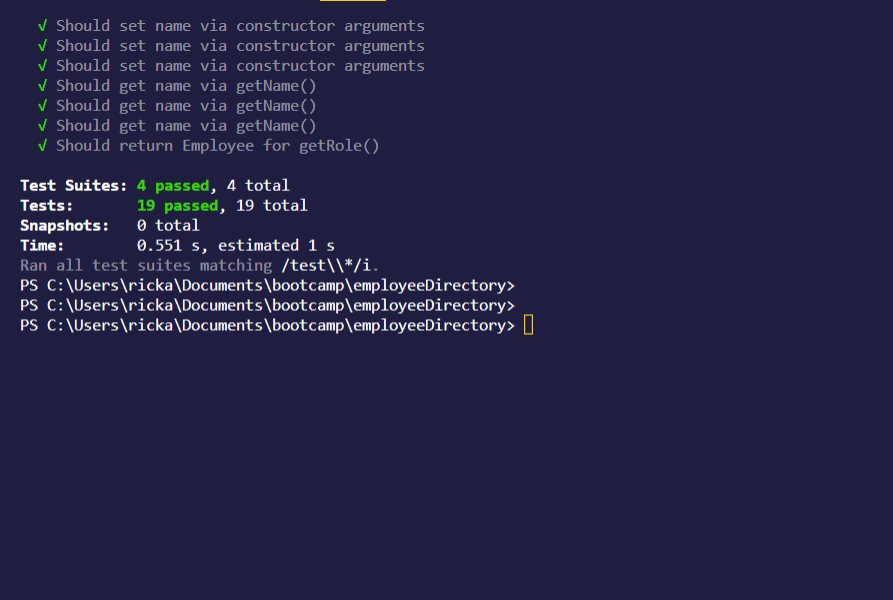 √ Should set name via constructor arguments
√ Should set name via constructor arguments
√ Should set name via constructor arguments
√ Should get name via getName()
√ Should get name via getName()
√ Should get name via getName()
√ Should return Employee for getRole()
Test Suites: 4 passed, 4 total
Tests:       19 passed, 19 total
Snapshots:   0 total
Time:        0.551 s, estimated 1 s
Ran all test suites matching /test\\*/i.
PS C:\Users\ricka\Documents\bootcamp\employeeDirectory>
PS C:\Users\ricka\Documents\bootcamp\employeeDirectory>
PS C:\Users\ricka\Documents\bootcamp\employeeDirectory>